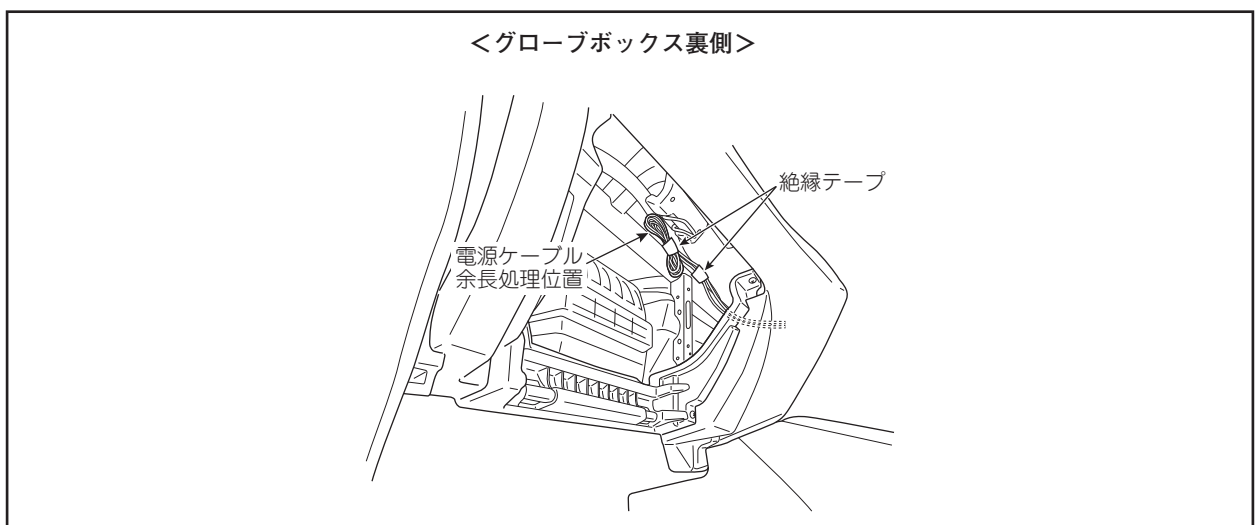 ＜グローブボックス裏側＞
絶縁テープ
電源ケーブル
余長処理位置